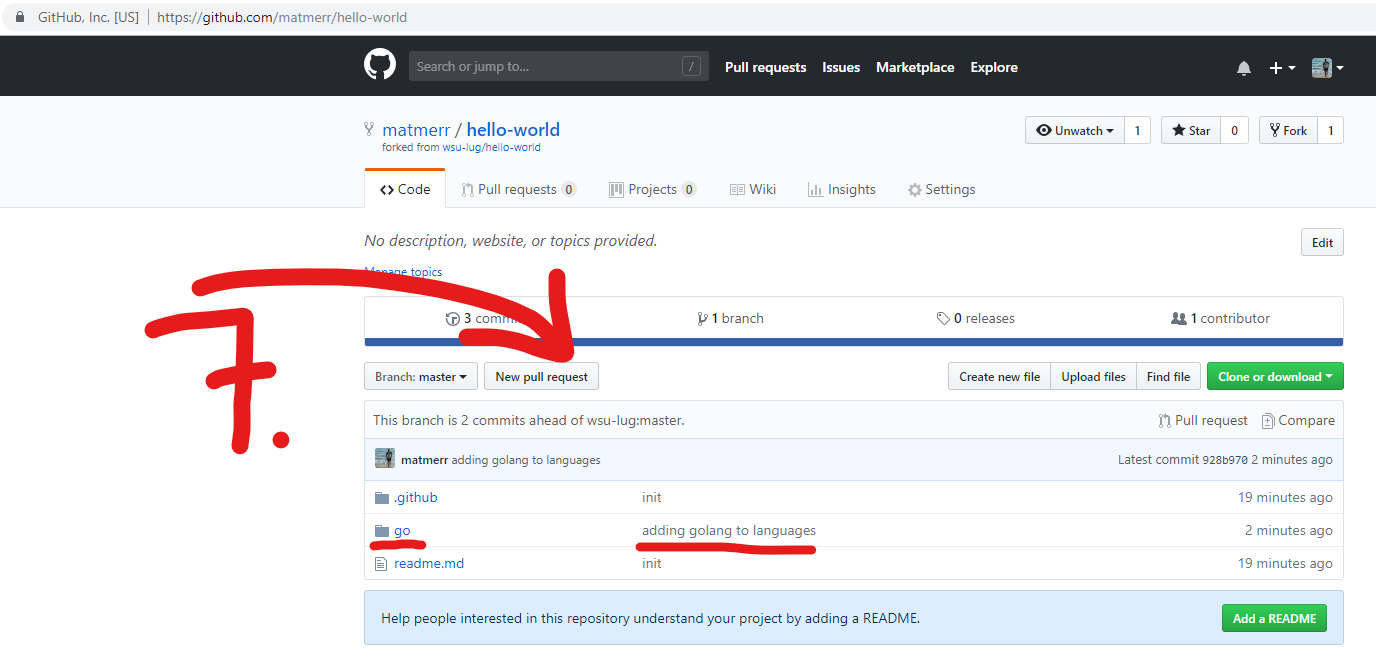 GitHub, Inc. [US] https://github.com/matmerr/hello-world
Search or jump to... / Pull requests Issues Marketplace Explore
matmerr / hello-world
Unwatch 1 Star 0 Fork 1
forked from wsu-lug/hello-world
Code Pull requests 0 Projects 0 Wiki Insights Settings
No description, website, or topics provided.
Edit
Manage topics
3 1 branch 0 releases 1 contributor
7.
Branch: master New pull request Create new file Upload files Find file Clone or download
This branch is 2 commits ahead of wsu-lug:master. Pull request Compare
matmerr adding golang to languages Latest commit 928b970 2 minutes ago
.github init 19 minutes ago
go adding golang to languages 2 minutes ago
readme.md init 19 minutes ago
Help people interested in this repository understand your project by adding a README. Add a README